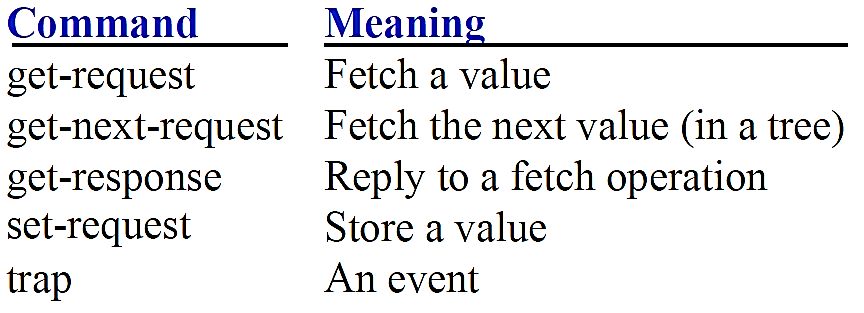 Command Meaning
get-request Fetch a value
get-next-request Fetch the next value (in a tree)
get-response Reply to a fetch operation
set-request Store a value
trap An event